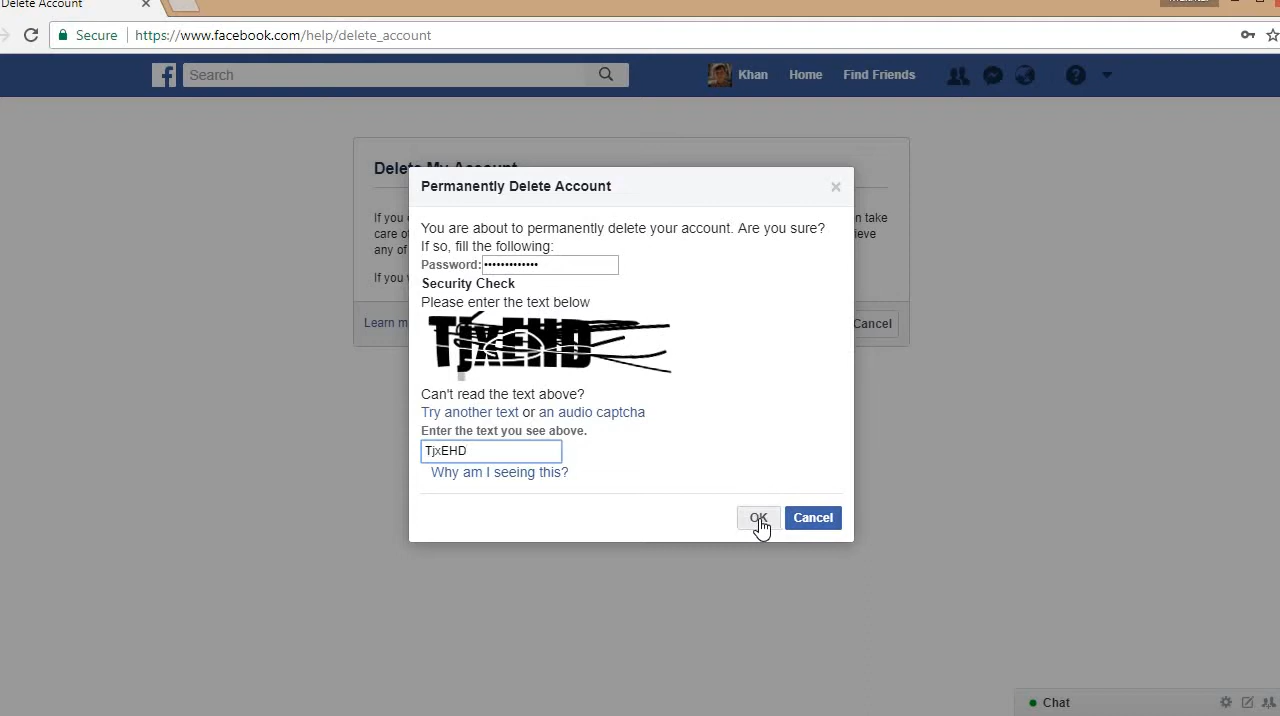 Delete Account
Secure https://www.facebook.com/help/delete_account
Search
Khan Home Find Friends
Delete My Account
Permanently Delete Account
If you
take
You are about to permanently delete your account. Are you sure?
care
If so, fill the following:
any of
Password: •••••••••••••
If you
Security Check
Please enter the text below
TjxEHD
Learn
Cancel
Can't read the text above?
Try another text or an audio captcha
Enter the text you see above.
TjxEHD
Why am I seeing this?
OK Cancel
Chat